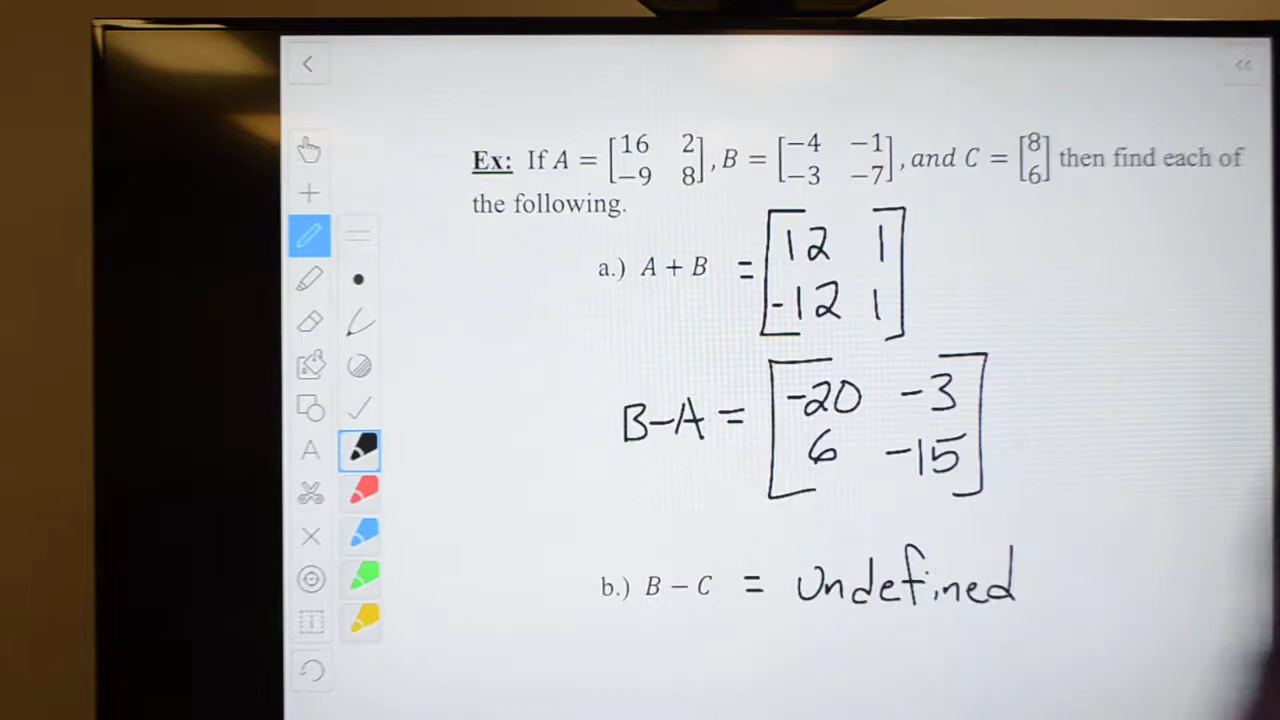 Ex: If A = [16 2 -9 8], B = [-4 -1 -3 -7], and C = [8 6] then find each of
the following.
a.) A + B = [12 1 -12 1]
B-A = [-20 -3 6 -15]
b.) B - C = undefined